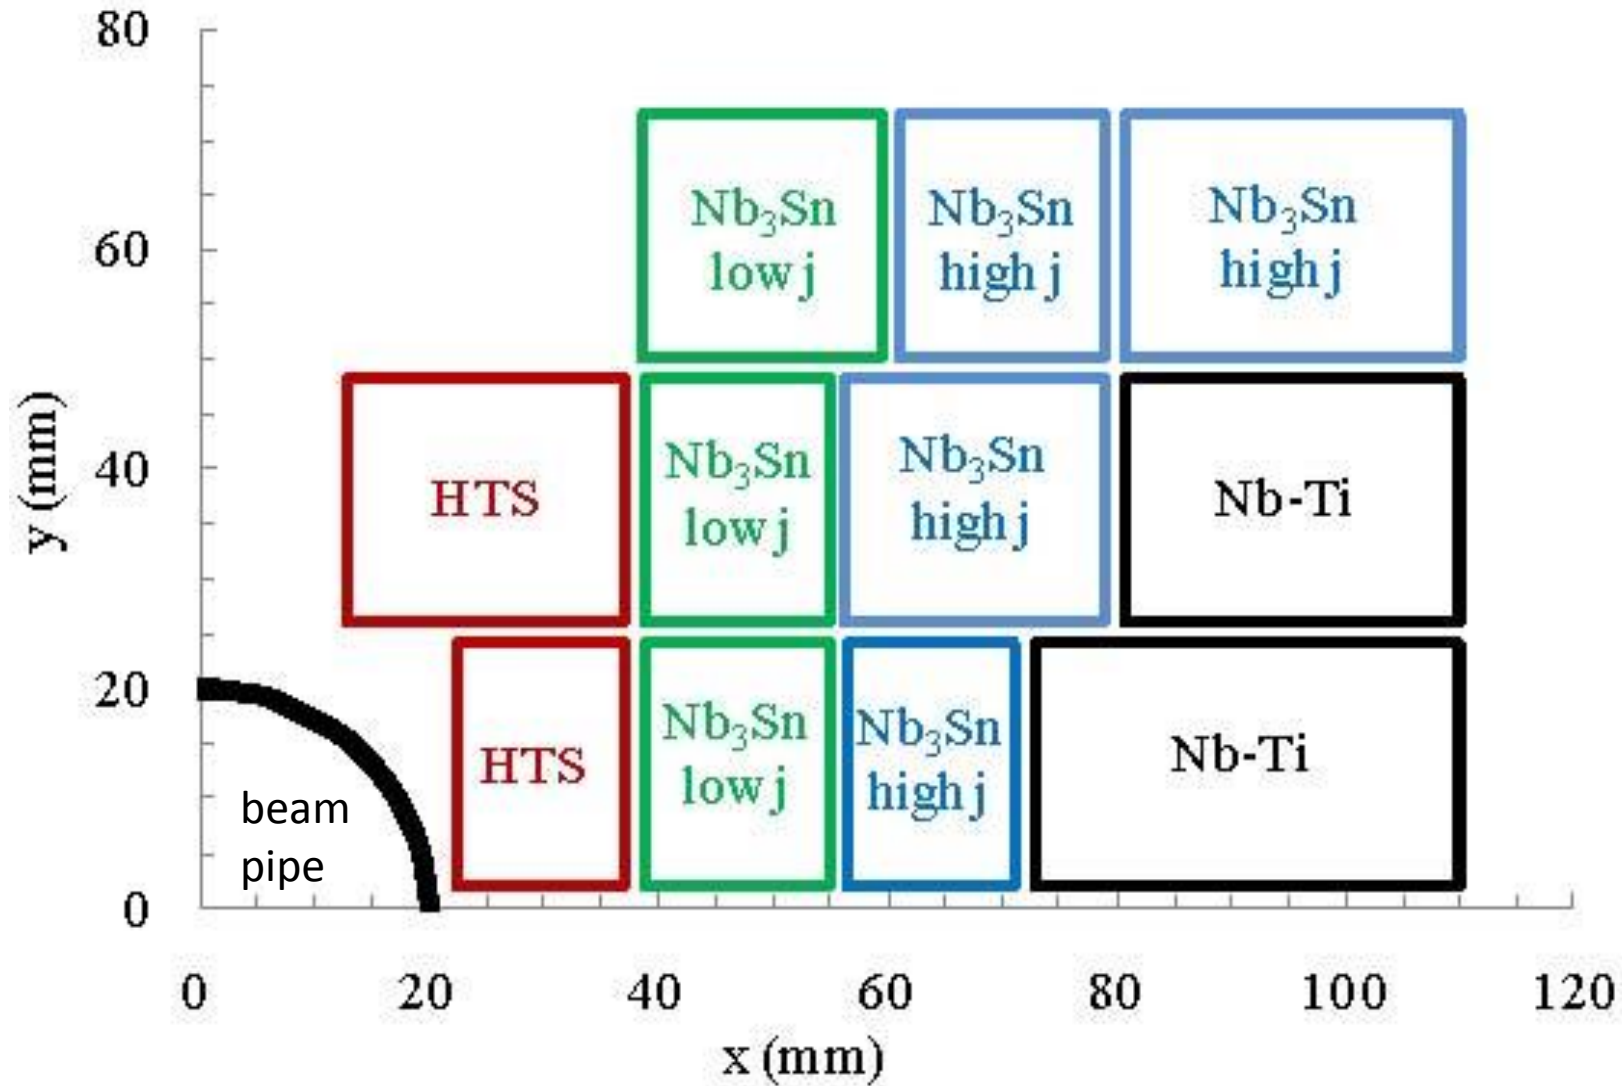 80
60
40
20
0
y (mm)
Nb₃Sn
low j
Nb₃Sn
high j
Nb₃Sn
high j
HTS
Nb₃Sn
low j
Nb₃Sn
high j
Nb-Ti
HTS
Nb₃Sn
low j
Nb₃Sn
high j
Nb-Ti
beam
pipe
0 20 40 60 80 100 120
x (mm)